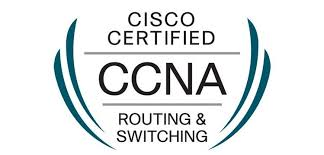 CISCO
CERTIFIED
CCNA
ROUTING &
SWITCHING